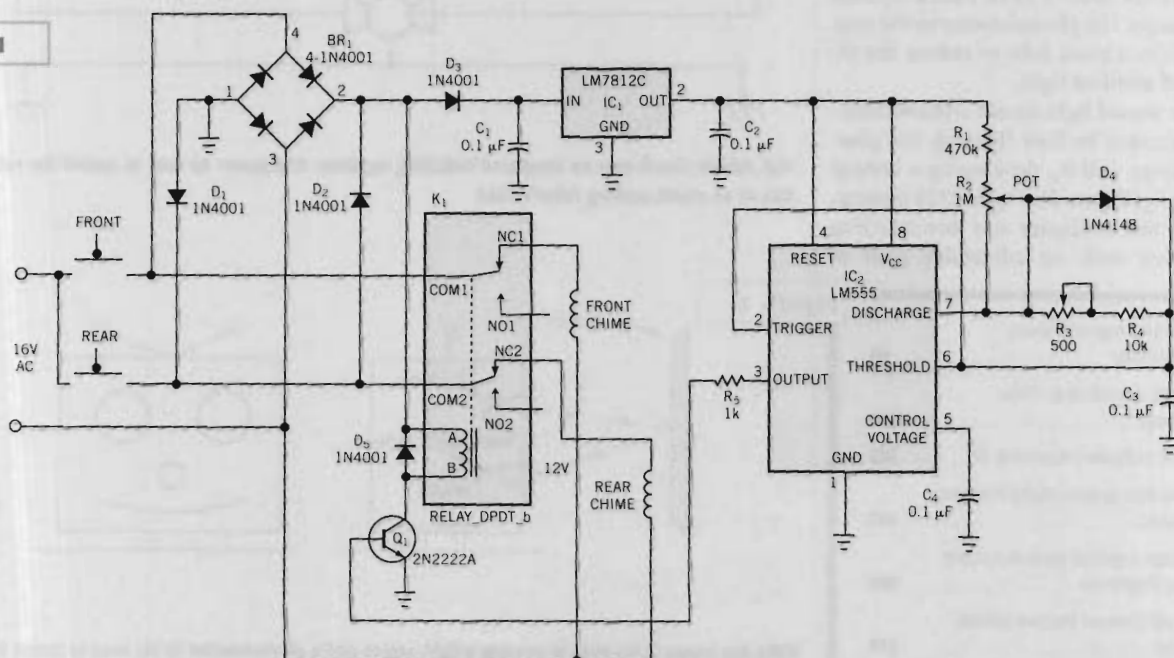 4
BR1
4-1N4001
1
2
3
D3
1N4001
LM7812C
IN
IC1
OUT
2
GND
3
C1
0.1 µF
C2
0.1 µF
R1
470k
R2
1M
POT
D4
1N4148
D1
1N4001
D2
1N4001
K1
NC1
COM1
NO1
NC2
COM2
NO2
A
B
12V
RELAY_DPDT_b
FRONT
REAR
16V
AC
FRONT
CHIME
REAR
CHIME
D5
1N4001
Q1
2N2222A
R5
1k
4
8
RESET
VCC
IC2
LM555
DISCHARGE
7
2
TRIGGER
THRESHOLD
6
3
OUTPUT
CONTROL
VOLTAGE
5
GND
1
R3
500
R4
10k
C3
0.1 µF
C4
0.1 µF